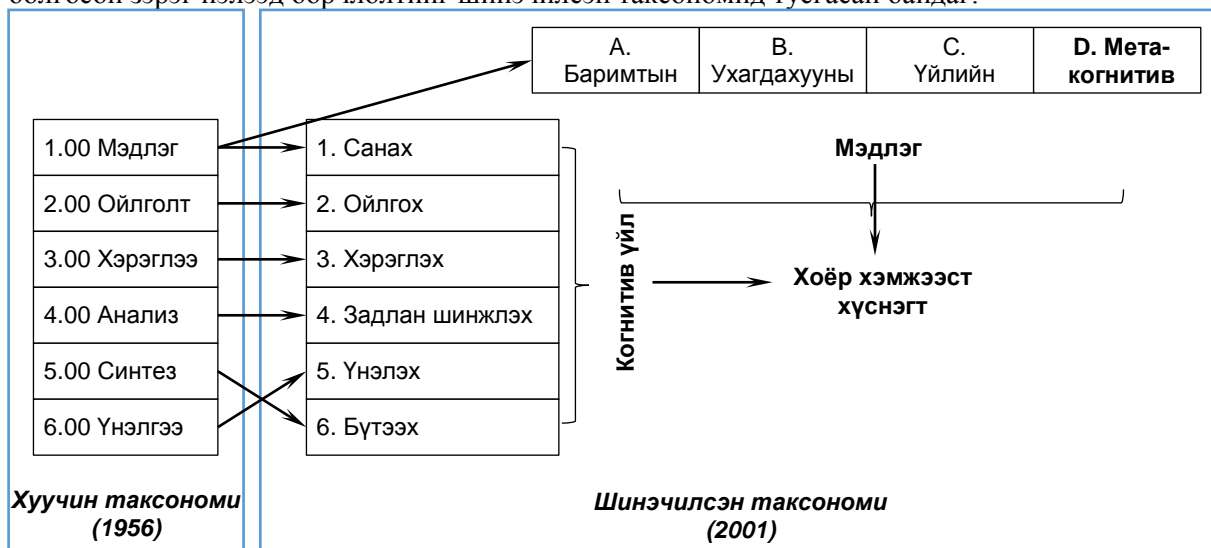 A.
Баримтын
B.
Ухагдахууны
C.
Үйлийн
D. Мета-
когнитив
1.00 Мэдлэг
2.00 Ойлголт
3.00 Хэрэглээ
4.00 Анализ
5.00 Синтез
6.00 Үнэлгээ
1. Санах
2. Ойлгох
3. Хэрэглэх
4. Задлан шинжлэх
5. Үнэлэх
6. Бүтээх
Когнитив үйл
Мэдлэг
Хоёр хэмжээст
хүснэгт
Хуучин таксономи
(1956)
Шинэчилсэн таксономи
(2001)